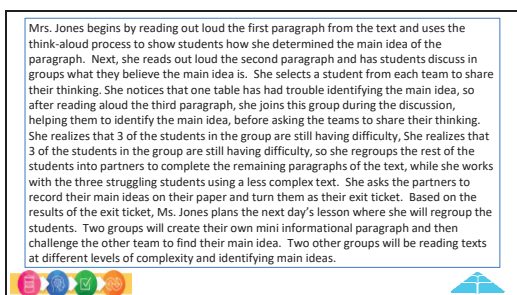 Mrs. Jones begins by reading out loud the first paragraph from the text and uses the
think-aloud process to show students how she determined the main idea of the
paragraph.  Next, she reads out loud the second paragraph and has students discuss in
groups what they believe the main idea is.  She selects a student from each team to share
their thinking. She notices that one table has had trouble identifying the main idea, so
after reading aloud the third paragraph, she joins this group during the discussion,
helping them to identify the main idea, before asking the teams to share their thinking.
She realizes that 3 of the students in the group are still having difficulty, She realizes that
3 of the students in the group are still having difficulty, so she regroups the rest of the
students into partners to complete the remaining paragraphs of the text, while she works
with the three struggling students using a less complex text.  She asks the partners to
record their main ideas on their paper and turn them as their exit ticket.  Based on the
results of the exit ticket, Ms. Jones plans the next day's lesson where she will regroup the
students.  Two groups will create their own mini informational paragraph and then
challenge the other team to find their main idea.  Two other groups will be reading texts
at different levels of complexity and identifying main ideas.